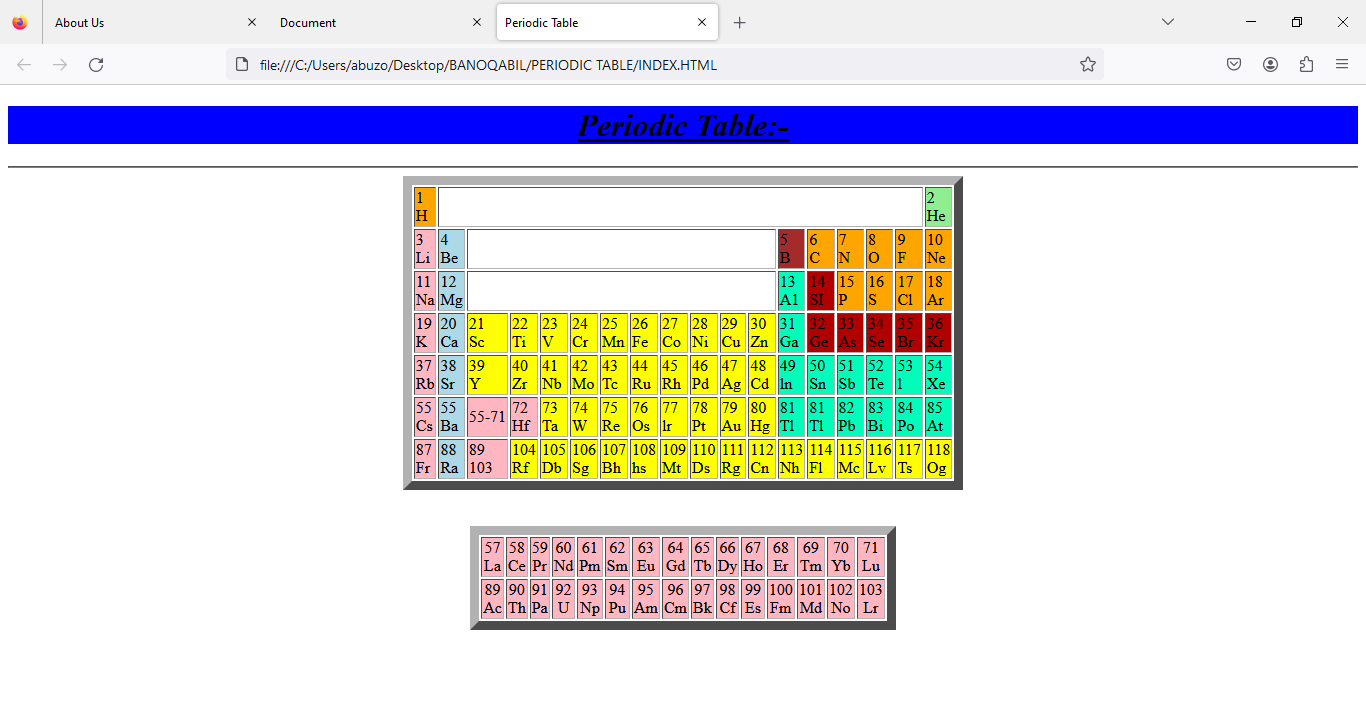 About Us
Document
Periodic Table
file:///C:/Users/abuzo/Desktop/BANOQABIL/PERIODIC TABLE/INDEX.HTML
Periodic Table:-
1 2
H He
3 4 5 6 7 8 9 10
Li Be B C N O F Ne
11 12 13 14 15 16 17 18
Na Mg A1 SI P S Cl Ar
19 20 21 22 23 24 25 26 27 28 29 30 31 32 33 34 35 36
K Ca Sc Ti V Cr Mn Fe Co Ni Cu Zn Ga Ge As Se Br Kr
37 38 39 40 41 42 43 44 45 46 47 48 49 50 51 52 53 54
Rb Sr Y Zr Nb Mo Tc Ru Rh Pd Ag Cd ln Sn Sb Te l Xe
55 55 55-71 72 73 74 75 76 77 78 79 80 81 81 82 83 84 85
Cs Ba Hf Ta W Re Os lr Pt Au Hg Tl Tl Pb Bi Po At
87 88 89 104 105 106 107 108 109 110 111 112 113 114 115 116 117 118
Fr Ra 103 Rf Db Sg Bh hs Mt Ds Rg Cn Nh Fl Mc Lv Ts Og
57 58 59 60 61 62 63 64 65 66 67 68 69 70 71
La Ce Pr Nd Pm Sm Eu Gd Tb Dy Ho Er Tm Yb Lu
89 90 91 92 93 94 95 96 97 98 99 100 101 102 103
Ac Th Pa U Np Pu Am Cm Bk Cf Es Fm Md No Lr